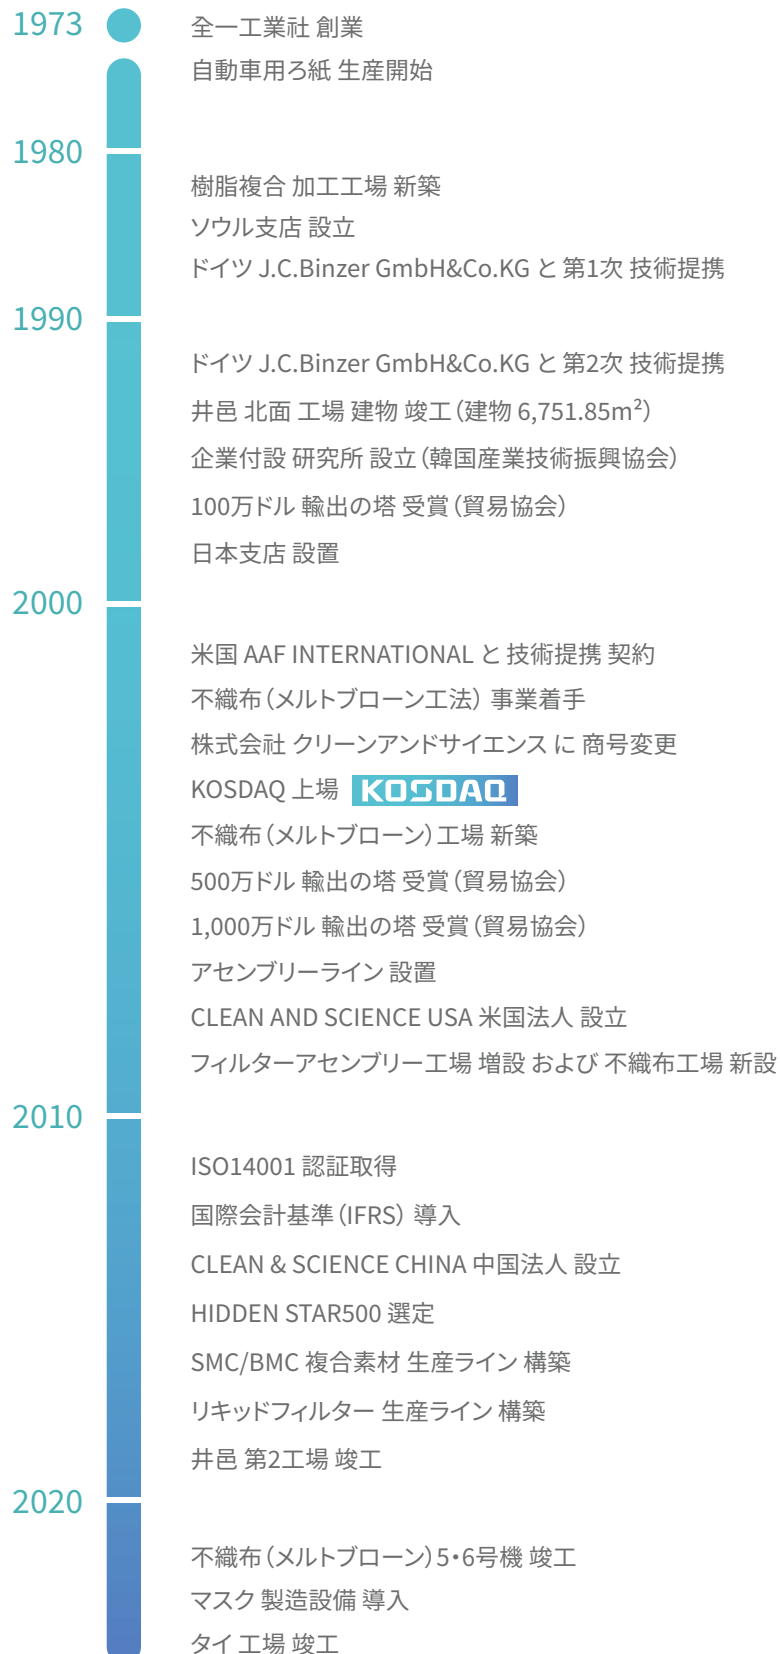 1973 全一工業社 創業
自動車用ろ紙 生産開始
1980
樹脂複合 加工工場 新築
ソウル支店 設立
ドイツ J.C.Binzer GmbH&Co.KG と 第1次 技術提携
1990
ドイツ J.C.Binzer GmbH&Co.KG と 第2次 技術提携
井邑 北面 工場 建物 竣工（建物 6,751.85m²）
企業付設 研究所 設立（韓国産業技術振興協会）
100万ドル 輸出の塔 受賞（貿易協会）
日本支店 設置
2000
米国 AAF INTERNATIONAL と 技術提携 契約
不織布（メルトブローン工法） 事業着手
株式会社 クリーンアンドサイエンス に 商号変更
KOSDAQ 上場 KOSDAQ
不織布（メルトブローン）工場 新築
500万ドル 輸出の塔 受賞（貿易協会）
1,000万ドル 輸出の塔 受賞（貿易協会）
アセンブリーライン 設置
CLEAN AND SCIENCE USA 米国法人 設立
フィルターアセンブリー工場 増設 および 不織布工場 新設
2010
ISO14001 認証取得
国際会計基準（IFRS） 導入
CLEAN & SCIENCE CHINA 中国法人 設立
HIDDEN STAR500 選定
SMC/BMC 複合素材 生産ライン 構築
リキッドフィルター 生産ライン 構築
井邑 第2工場 竣工
2020
不織布（メルトブローン）5・6号機 竣工
マスク 製造設備 導入
タイ 工場 竣工